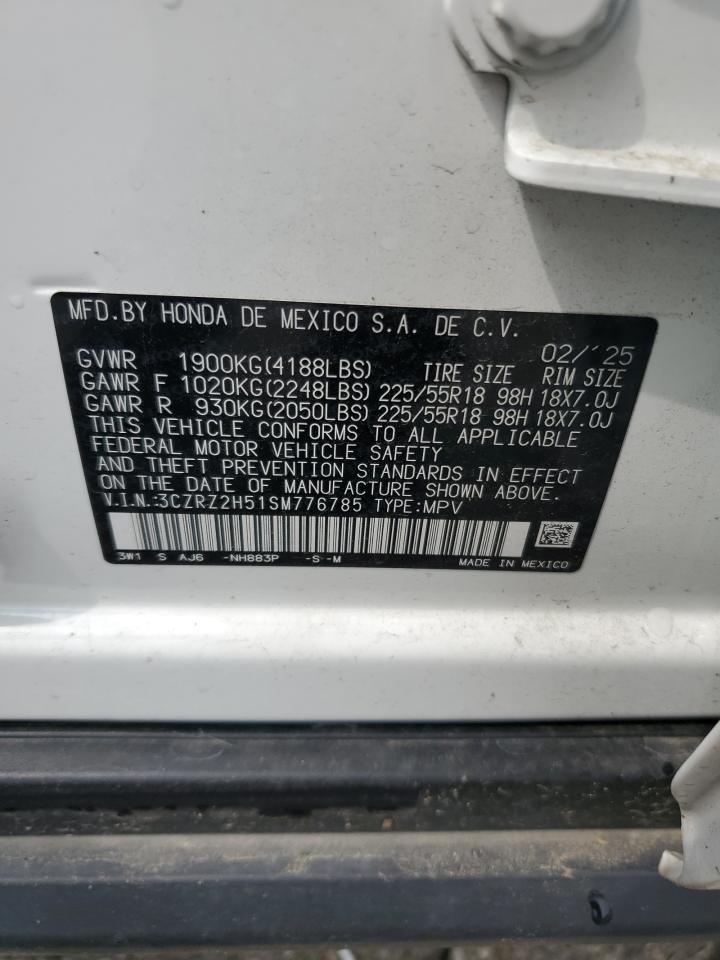 MFD.BY HONDA DE MEXICO S.A. DE C.V.
02/'25
GVWR 1900KG(4188LBS) TIRE SIZE RIM SIZE
GAWR F 1020KG(2248LBS) 225/55R18 98H 18X7.0J
GAWR R 930KG(2050LBS) 225/55R18 98H 18X7.0J
THIS VEHICLE CONFORMS TO ALL APPLICABLE
FEDERAL MOTOR VEHICLE SAFETY
AND THEFT PREVENTION STANDARDS IN EFFECT
ON THE DATE OF MANUFACTURE SHOWN ABOVE.
V.I.N.:3CZRZ2H51SM776785 TYPE:MPV
3W1 S AJ6 -NH883P -S -M MADE IN MEXICO